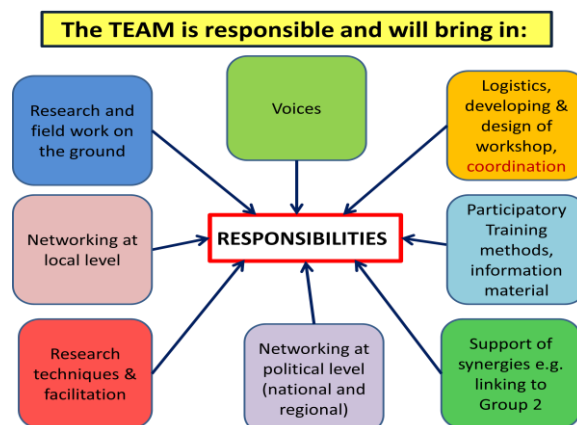 The TEAM is responsible and will bring in:
Research and
field work on
the ground
Voices
Logistics,
developing &
design of
workshop,
coordination
Networking at
local level
RESPONSIBILITIES
Participatory
Training
methods,
information
material
Research
techniques &
facilitation
Networking at
political level
(national and
regional)
Support of
synergies e.g.
linking to
Group 2